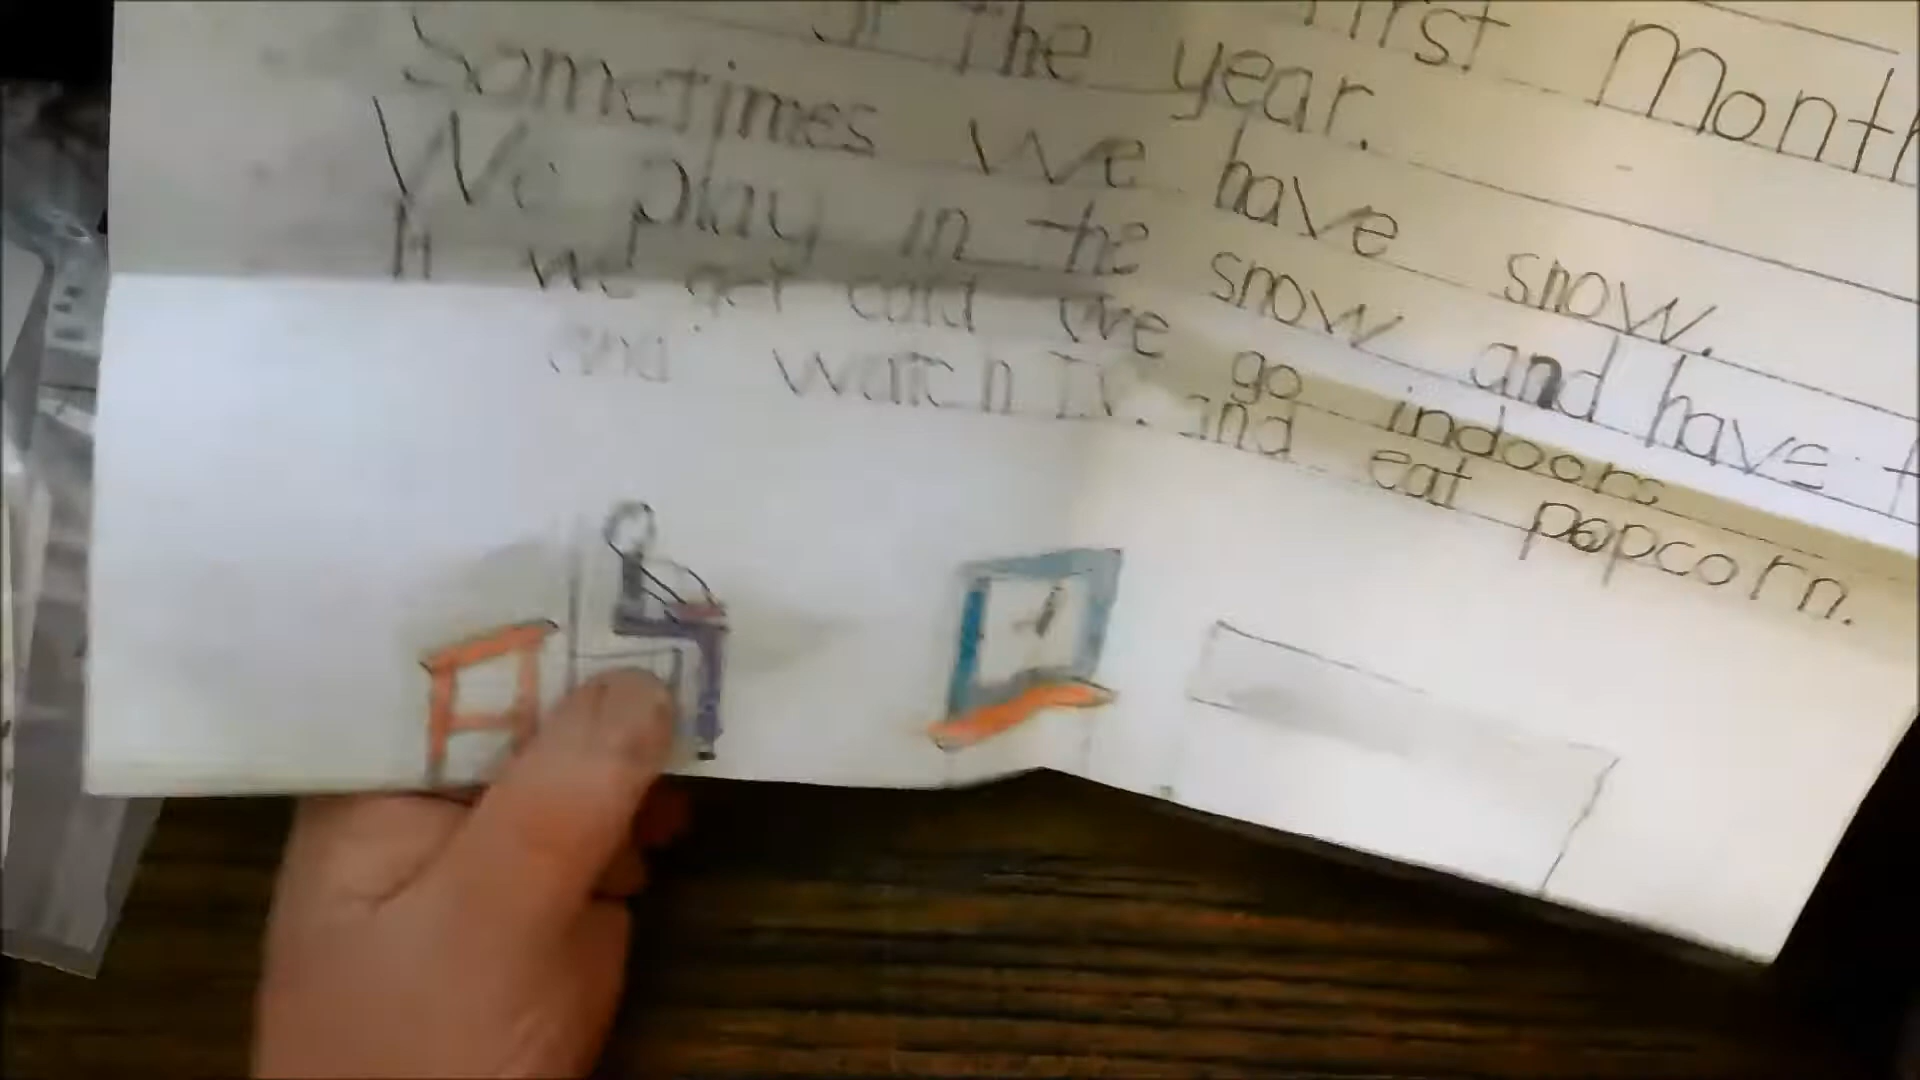 First Month
of the year.
Sometimes we have snow.
We play in the snow and have
If we get cold we go indoors
and watch TV. and eat popcorn.